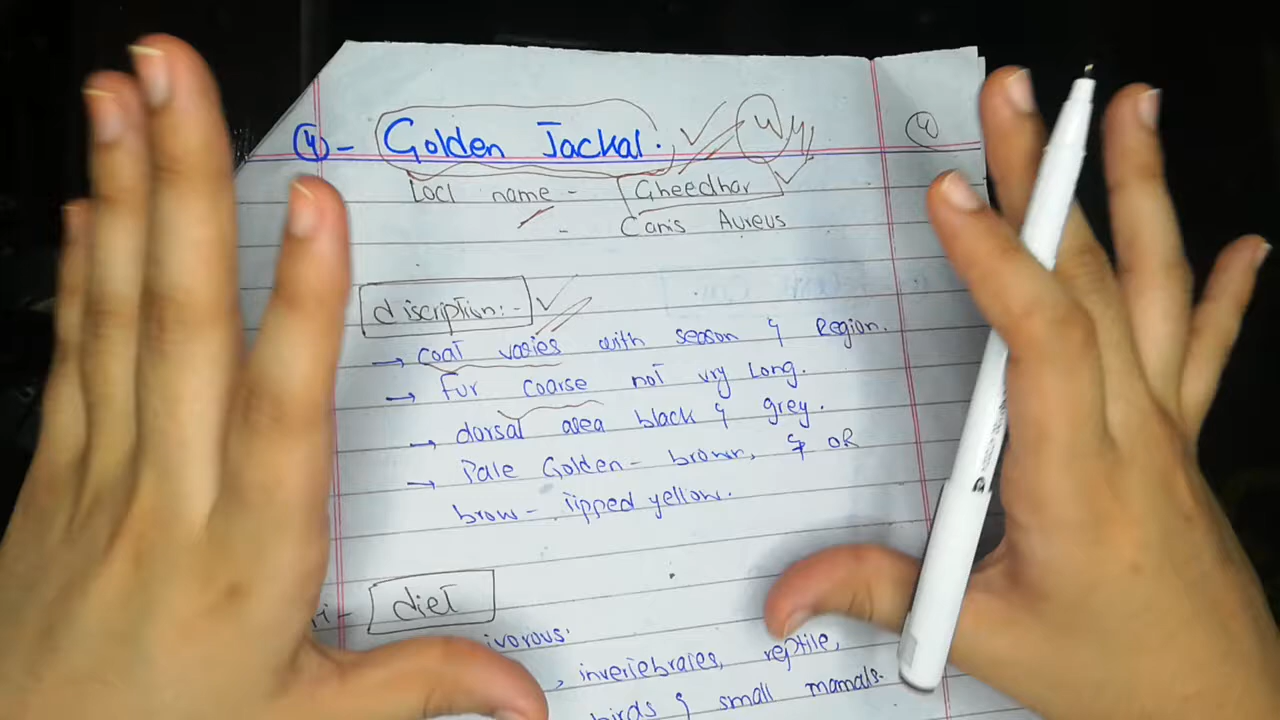 4 - Golden Jackal. 4
Locl name - Gheedhar
- Canis Aureus
discription:-
→ coat varies with season & Region.
→ Fur coarse not vry Long.
→ dorsal area black & grey.
→ Pale Golden - brown, & OR
brow - Tipped yellow.
diet
ivorous.
, invertebrates, reptile,
birds & small mamals.